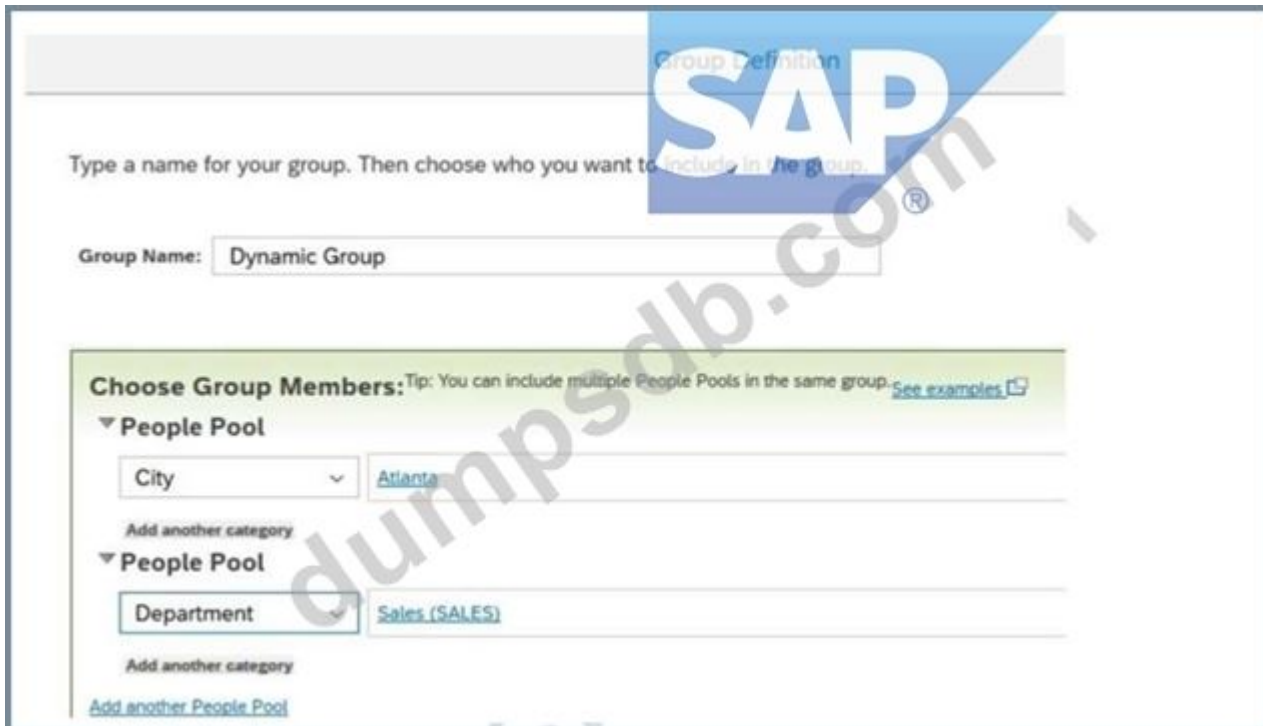 Group Definition
SAP
®
Type a name for your group. Then choose who you want to include in the group.
Group Name: Dynamic Group
Choose Group Members: Tip: You can include multiple People Pools in the same group. See examples
People Pool
City Atlanta
Add another category
People Pool
Department Sales (SALES)
Add another category
Add another People Pool
dumpsdb.com